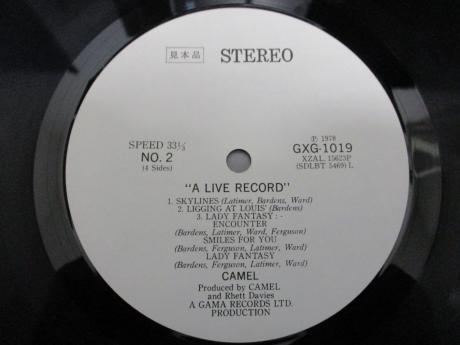 見本品 STEREO
SPEED 33⅓
NO. 2
(4 Sides)
Ⓟ 1978
GXG-1019
XZAL. 15623P
(SDLBT 5469) L
"A LIVE RECORD"
1. SKYLINES (Latimer, Bardens, Ward)
2. LIGGING AT LOUIS' (Bardens)
3. LADY FANTASY : -
ENCOUNTER
(Bardens, Latimer, Ward, Ferguson)
SMILES FOR YOU
(Bardens, Ferguson, Latimer, Ward)
LADY FANTASY
(Bardens, Ferguson, Latimer, Ward)
CAMEL
Produced by CAMEL
and Rhett Davies
A GAMA RECORDS LTD.
PRODUCTION